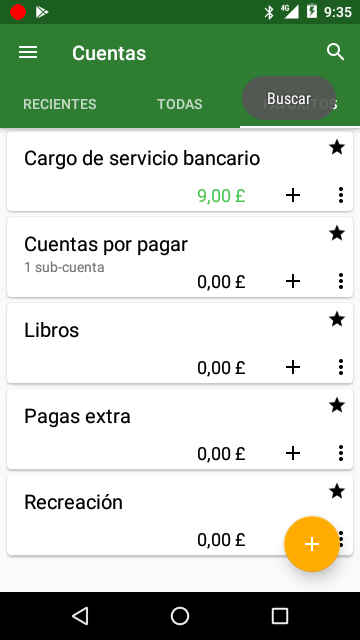 4G 9:35
Cuentas
RECIENTES TODAS FAVORITOS
Buscar
Cargo de servicio bancario
9,00 £
Cuentas por pagar
1 sub-cuenta
0,00 £
Libros
0,00 £
Pagas extra
0,00 £
Recreación
0,00 £